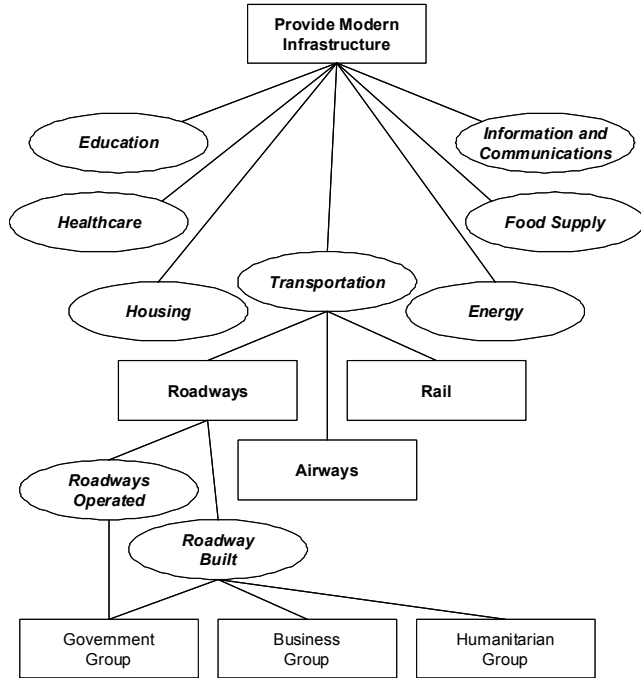 Provide Modern
Infrastructure
Education
Information and
Communications
Healthcare
Food Supply
Transportation
Housing
Energy
Roadways
Rail
Airways
Roadways
Operated
Roadway
Built
Government
Group
Business
Group
Humanitarian
Group